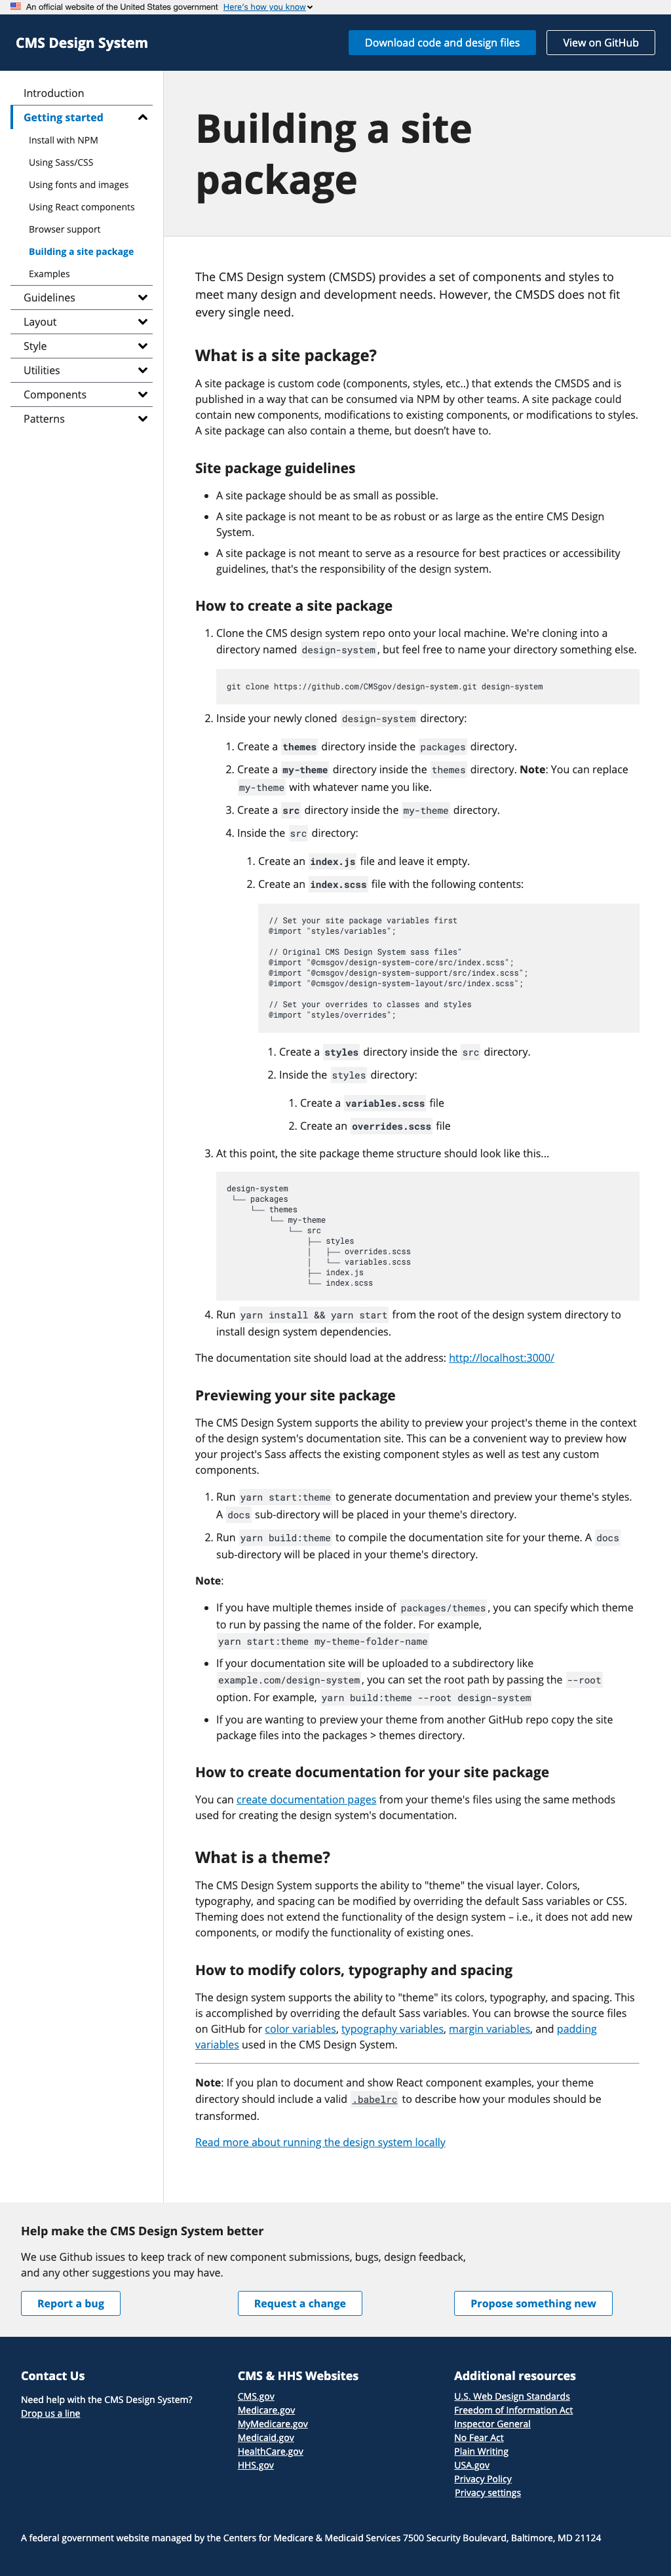 An official website of the United States government Here's how you know
CMS Design System
Download code and design files
View on GitHub
Introduction
Getting started
Install with NPM
Using Sass/CSS
Using fonts and images
Using React components
Browser support
Building a site package
Examples
Guidelines
Layout
Style
Utilities
Components
Patterns
Building a site
package
The CMS Design system (CMSDS) provides a set of components and styles to
meet many design and development needs. However, the CMSDS does not fit
every single need.
What is a site package?
A site package is custom code (components, styles, etc..) that extends the CMSDS and is
published in a way that can be consumed via NPM by other teams. A site package could
contain new components, modifications to existing components, or modifications to styles.
A site package can also contain a theme, but doesn’t have to.
Site package guidelines
• A site package should be as small as possible.
• A site package is not meant to be as robust or as large as the entire CMS Design
System.
• A site package is not meant to serve as a resource for best practices or accessibility
guidelines, that's the responsibility of the design system.
How to create a site package
1. Clone the CMS design system repo onto your local machine. We're cloning into a
directory named design-system, but feel free to name your directory something else.
git clone https://github.com/CMSgov/design-system.git design-system
2. Inside your newly cloned design-system directory:
1. Create a themes directory inside the packages directory.
2. Create a my-theme directory inside the themes directory. Note: You can replace
my-theme with whatever name you like.
3. Create a src directory inside the my-theme directory.
4. Inside the src directory:
1. Create an index.js file and leave it empty.
2. Create an index.scss file with the following contents:
// Set your site package variables first
@import "styles/variables";
// Original CMS Design System sass files"
@import "@cmsgov/design-system-core/src/index.scss";
@import "@cmsgov/design-system-support/src/index.scss";
@import "@cmsgov/design-system-layout/src/index.scss";
// Set your overrides to classes and styles
@import "styles/overrides";
1. Create a styles directory inside the src directory.
2. Inside the styles directory:
1. Create a variables.scss file
2. Create an overrides.scss file
3. At this point, the site package theme structure should look like this...
design-system
└── packages
└── themes
└── my-theme
└── src
├── styles
│   ├── overrides.scss
│   └── variables.scss
├── index.js
└── index.scss
4. Run yarn install && yarn start from the root of the design system directory to
install design system dependencies.
The documentation site should load at the address: http://localhost:3000/
Previewing your site package
The CMS Design System supports the ability to preview your project's theme in the context
of the design system's documentation site. This can be a convenient way to preview how
your project's Sass affects the existing component styles as well as test any custom
components.
1. Run yarn start:theme to generate documentation and preview your theme's styles.
A docs sub-directory will be placed in your theme's directory.
2. Run yarn build:theme to compile the documentation site for your theme. A docs
sub-directory will be placed in your theme's directory.
Note:
• If you have multiple themes inside of packages/themes, you can specify which theme
to run by passing the name of the folder. For example,
yarn start:theme my-theme-folder-name
• If your documentation site will be uploaded to a subdirectory like
example.com/design-system, you can set the root path by passing the --root
option. For example, yarn build:theme --root design-system
• If you are wanting to preview your theme from another GitHub repo copy the site
package files into the packages > themes directory.
How to create documentation for your site package
You can create documentation pages from your theme's files using the same methods
used for creating the design system's documentation.
What is a theme?
The CMS Design System supports the ability to "theme" the visual layer. Colors,
typography, and spacing can be modified by overriding the default Sass variables or CSS.
Theming does not extend the functionality of the design system – i.e., it does not add new
components, or modify the functionality of existing ones.
How to modify colors, typography and spacing
The design system supports the ability to "theme" its colors, typography, and spacing. This
is accomplished by overriding the default Sass variables. You can browse the source files
on GitHub for color variables, typography variables, margin variables, and padding
variables used in the CMS Design System.
Note: If you plan to document and show React component examples, your theme
directory should include a valid .babelrc to describe how your modules should be
transformed.
Read more about running the design system locally
Help make the CMS Design System better
We use Github issues to keep track of new component submissions, bugs, design feedback,
and any other suggestions you may have.
Report a bug
Request a change
Propose something new
Contact Us
Need help with the CMS Design System?
Drop us a line
CMS & HHS Websites
CMS.gov
Medicare.gov
MyMedicare.gov
Medicaid.gov
HealthCare.gov
HHS.gov
Additional resources
U.S. Web Design Standards
Freedom of Information Act
Inspector General
No Fear Act
Plain Writing
USA.gov
Privacy Policy
Privacy settings
A federal government website managed by the Centers for Medicare & Medicaid Services 7500 Security Boulevard, Baltimore, MD 21124